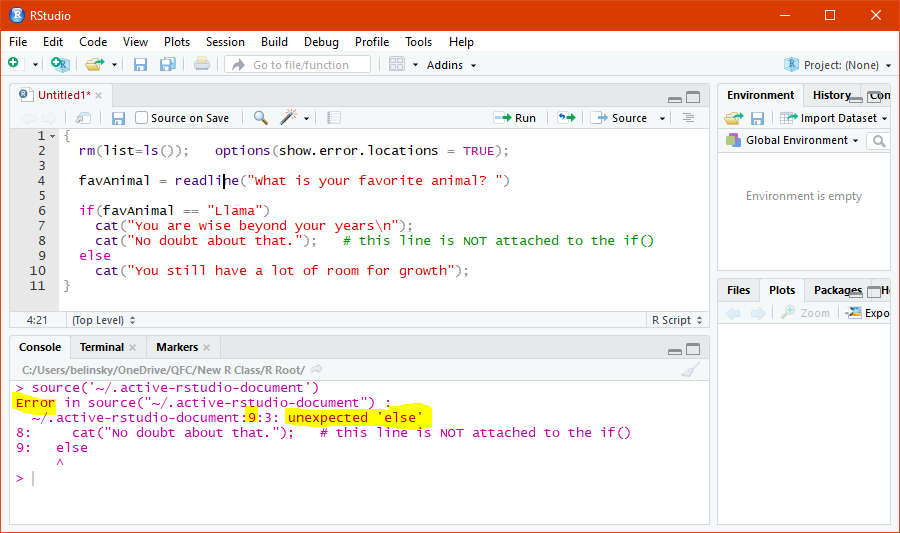 RStudio
File Edit Code View Plots Session Build Debug Profile Tools Help
Go to file/function Addins Project: (None)
Untitled1*
Source on Save Run Source
1 {
2 rm(list=ls()); options(show.error.locations = TRUE);
3
4 favAnimal = readline("What is your favorite animal? ")
5
6 if(favAnimal == "Llama")
7 cat("You are wise beyond your years\n");
8 cat("No doubt about that."); # this line is NOT attached to the if()
9 else
10 cat("You still have a lot of room for growth");
11 }
4:21 (Top Level) R Script
Console Terminal Markers
C:/Users/belinsky/OneDrive/QFC/New R Class/R Root/
> source('~/.active-rstudio-document')
Error in source("~/.active-rstudio-document") :
~/.active-rstudio-document:9:3: unexpected 'else'
8: cat("No doubt about that."); # this line is NOT attached to the if()
9: else
^
>
Environment History Con
Import Dataset
Global Environment
Environment is empty
Files Plots Packages He
Zoom Expo